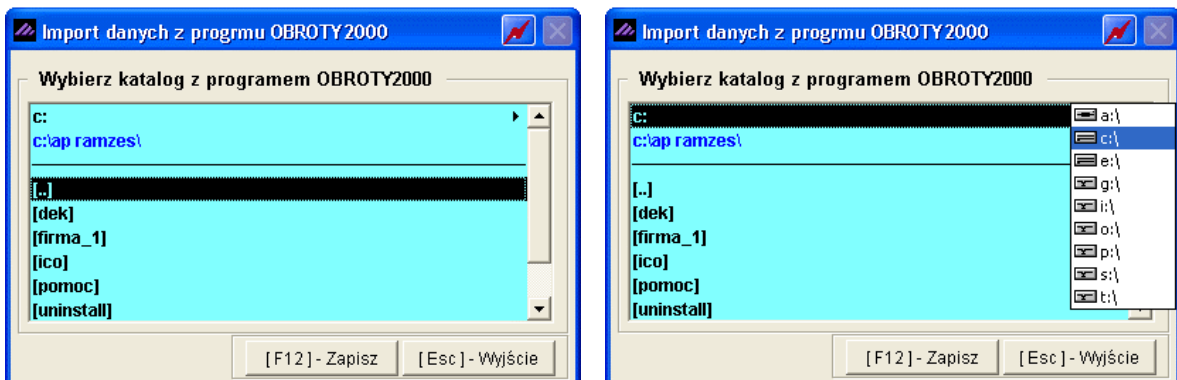 Import danych z progrmu OBROTY2000
Wybierz katalog z programem OBROTY2000
c:
c:\ap ramzes\
[..]
[dek]
[firma_1]
[ico]
[pomoc]
[uninstall]
[F12] - Zapisz
[Esc] - Wyjście
Import danych z progrmu OBROTY2000
Wybierz katalog z programem OBROTY2000
c:
c:\ap ramzes\
[..]
[dek]
[firma_1]
[ico]
[pomoc]
[uninstall]
a:\
c:\
e:\
g:\
i:\
o:\
p:\
s:\
t:\
[F12] - Zapisz
[Esc] - Wyjście